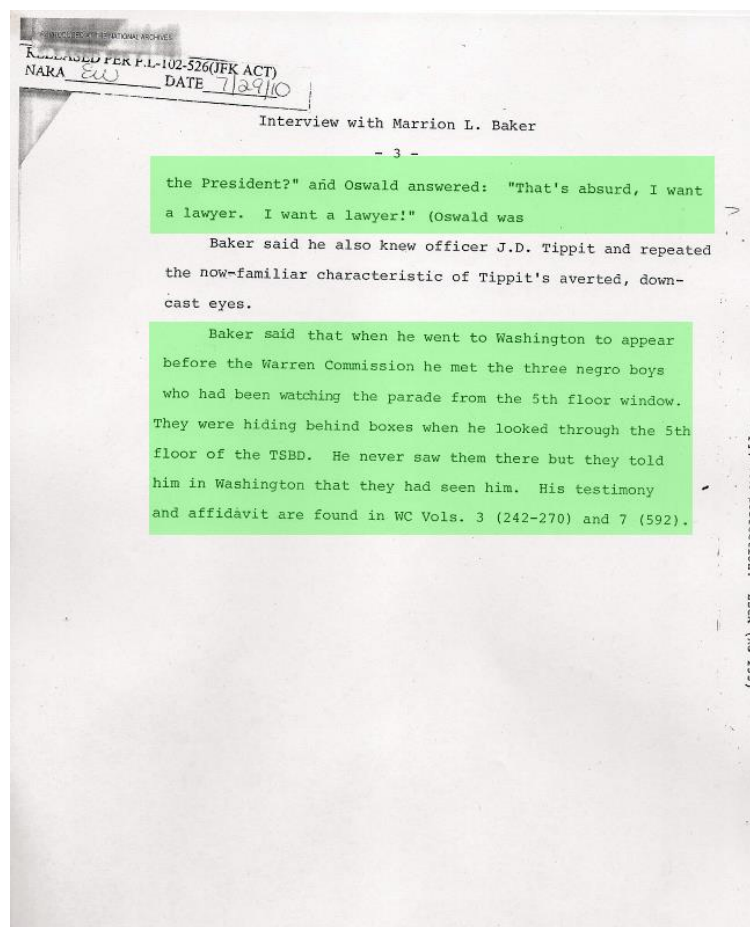 REPRODUCED AT THE NATIONAL ARCHIVES
RELEASED PER P.L-102-526(JFK ACT)
NARA EW DATE 7/29/10
Interview with Marrion L. Baker
- 3 -
the President?" and Oswald answered: "That's absurd, I want
a lawyer. I want a lawyer!" (Oswald was
Baker said he also knew officer J.D. Tippit and repeated
the now-familiar characteristic of Tippit's averted, down-
cast eyes.
Baker said that when he went to Washington to appear
before the Warren Commission he met the three negro boys
who had been watching the parade from the 5th floor window.
They were hiding behind boxes when he looked through the 5th
floor of the TSBD. He never saw them there but they told
him in Washington that they had seen him. His testimony
and affidavit are found in WC Vols. 3 (242-270) and 7 (592).